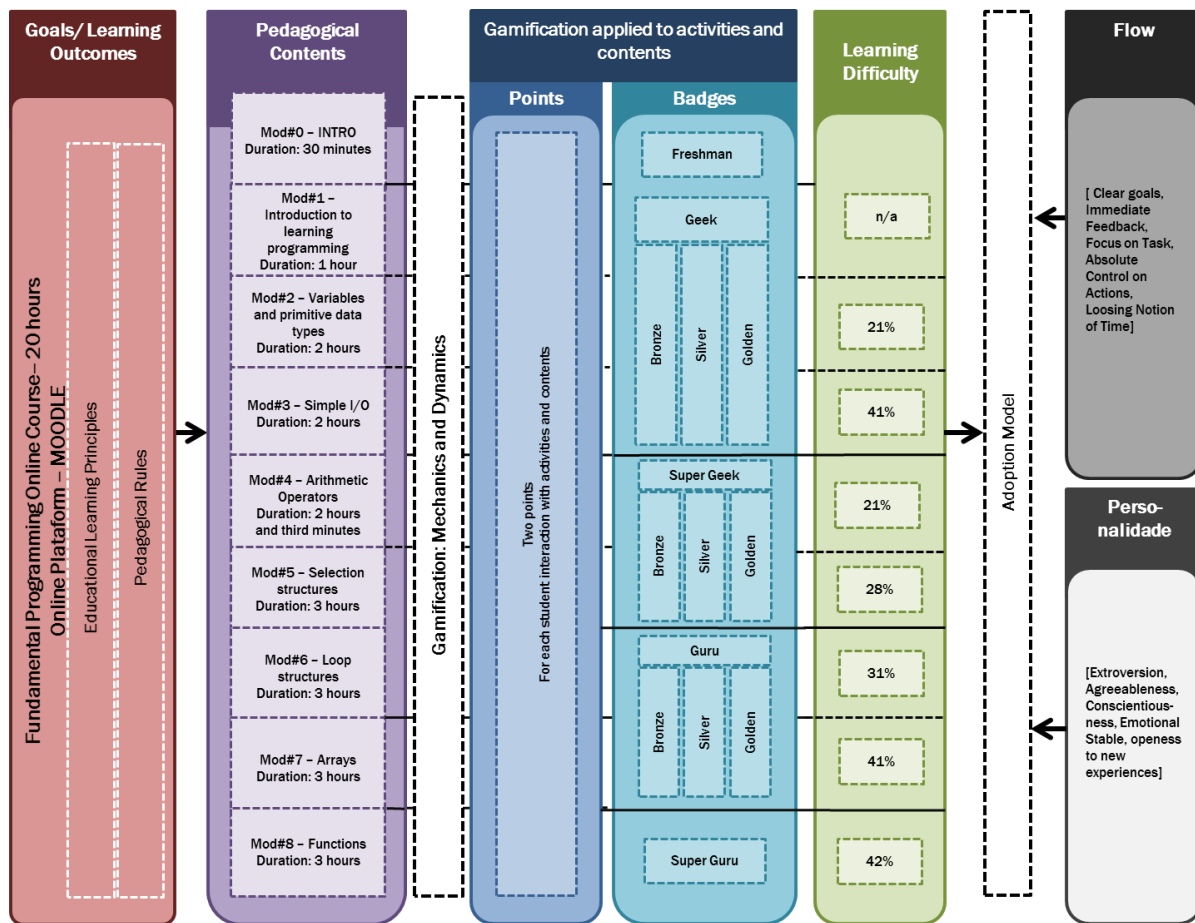 Goals/ Learning
Outcomes
Fundamental Programming Online Course– 20 hours
Online Plataform – MOODLE
Educational Learning Principles
Pedagogical Rules
Pedagogical
Contents
Mod#0 – INTRO
Duration: 30 minutes
Mod#1 –
Introduction to
learning
programming
Duration: 1 hour
Mod#2 – Variables
and primitive data
types
Duration: 2 hours
Mod#3 – Simple I/O
Duration: 2 hours
Mod#4 – Arithmetic
Operators
Duration: 2 hours
and third minutes
Mod#5 – Selection
structures
Duration: 3 hours
Mod#6 – Loop
structures
Duration: 3 hours
Mod#7 – Arrays
Duration: 3 hours
Mod#8 – Functions
Duration: 3 hours
Gamification: Mechanics and Dynamics
Gamification applied to activities and
contents
Points
Two points
For each student interaction with activities and contents
Badges
Freshman
Geek
Bronze
Silver
Golden
Super Geek
Bronze
Silver
Golden
Guru
Bronze
Silver
Golden
Super Guru
Learning
Difficulty
n/a
21%
41%
21%
28%
31%
41%
42%
Adoption Model
Flow
[ Clear goals,
Immediate
Feedback,
Focus on Task,
Absolute
Control on
Actions,
Loosing Notion
of Time]
Perso-
nalidade
[Extroversion,
Agreeableness,
Conscientious-
ness, Emotional
Stable, openess
to new
experiences]